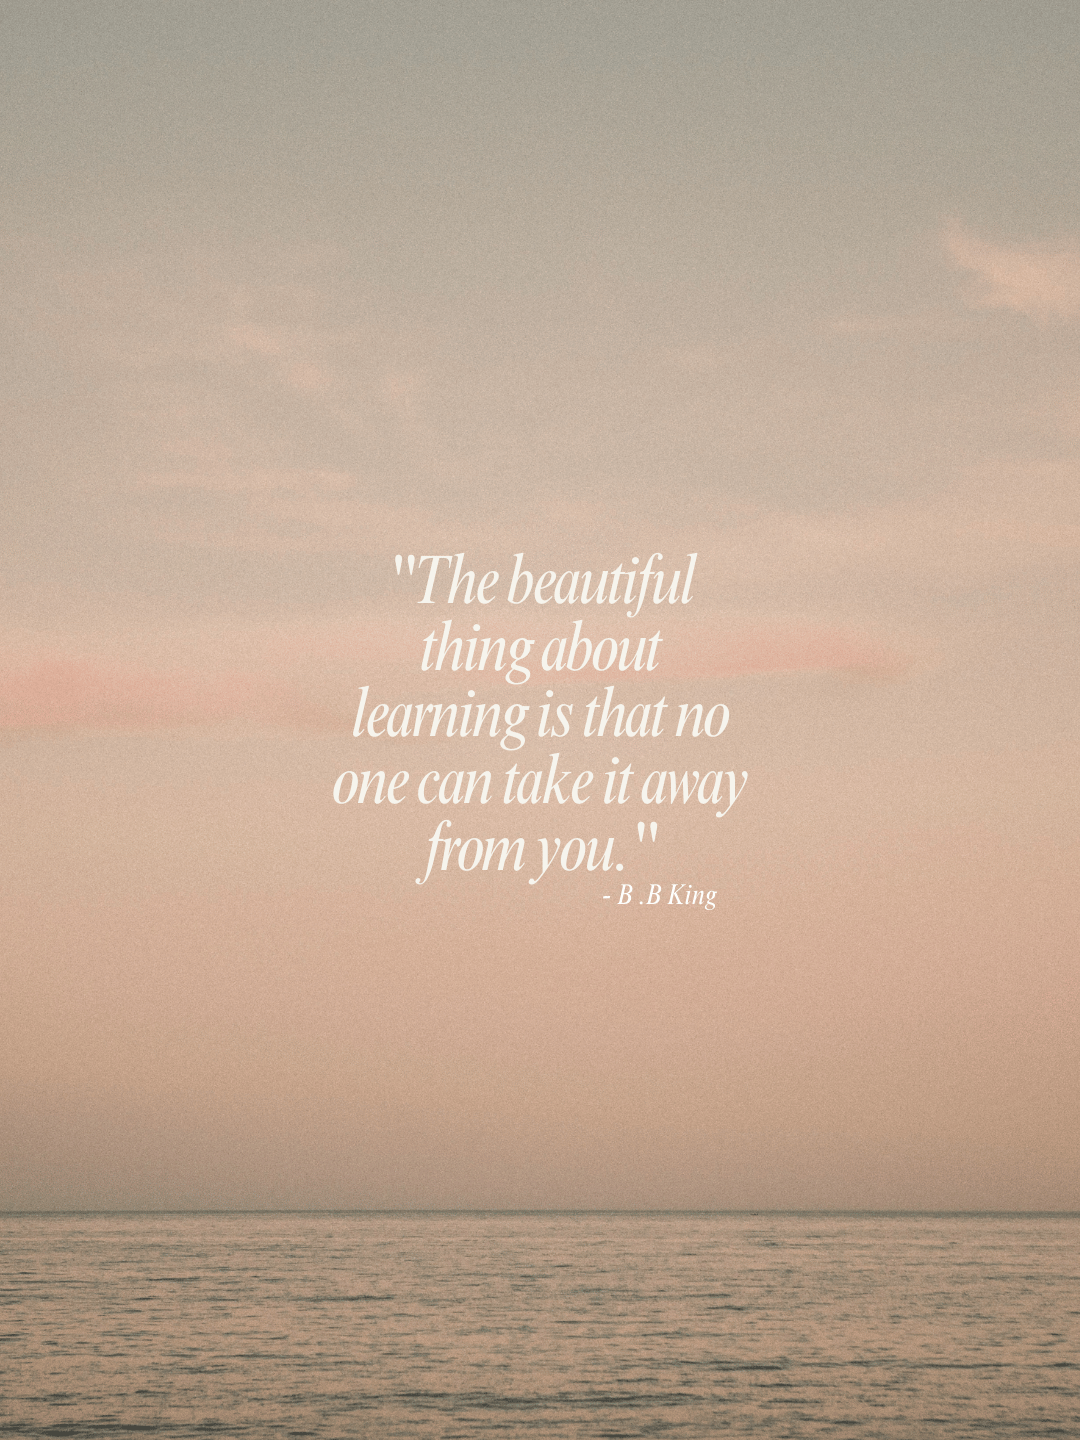 "The beautiful
thing about
learning is that no
one can take it away
from you."
- B .B King